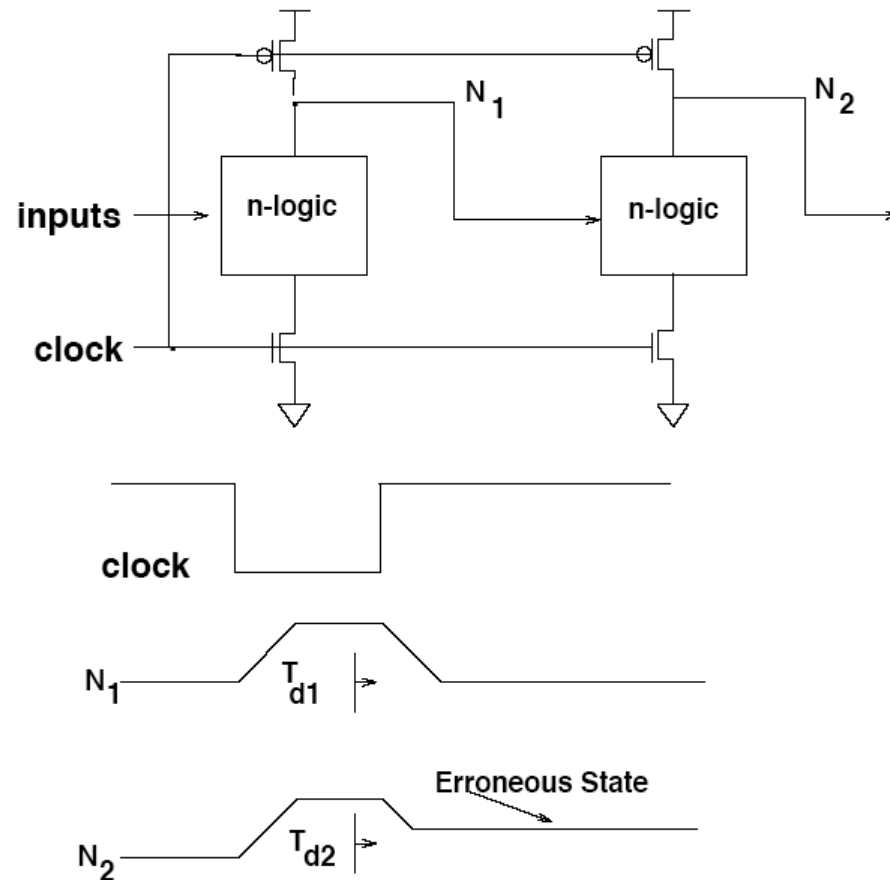 N1
N2
n-logic
n-logic
inputs
clock
clock
N1
Td1
Erroneous State
N2
Td2